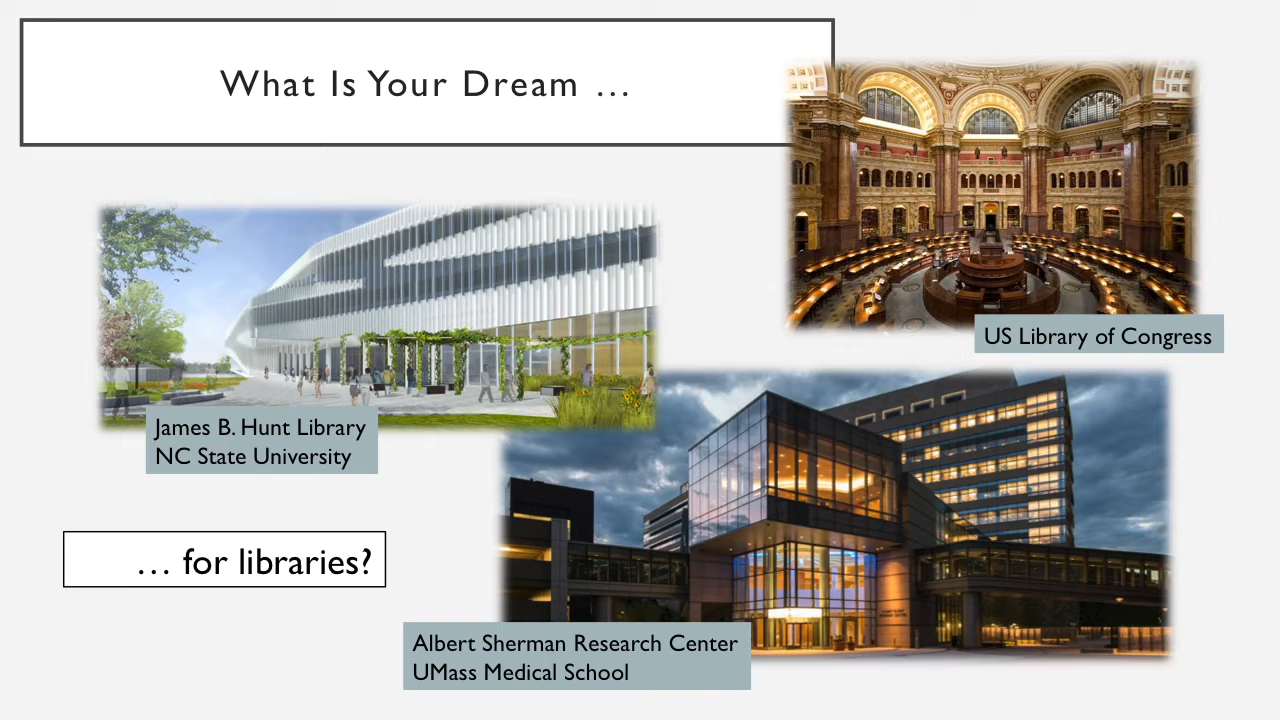 What Is Your Dream …
US Library of Congress
James B. Hunt Library
NC State University
… for libraries?
Albert Sherman Research Center
UMass Medical School